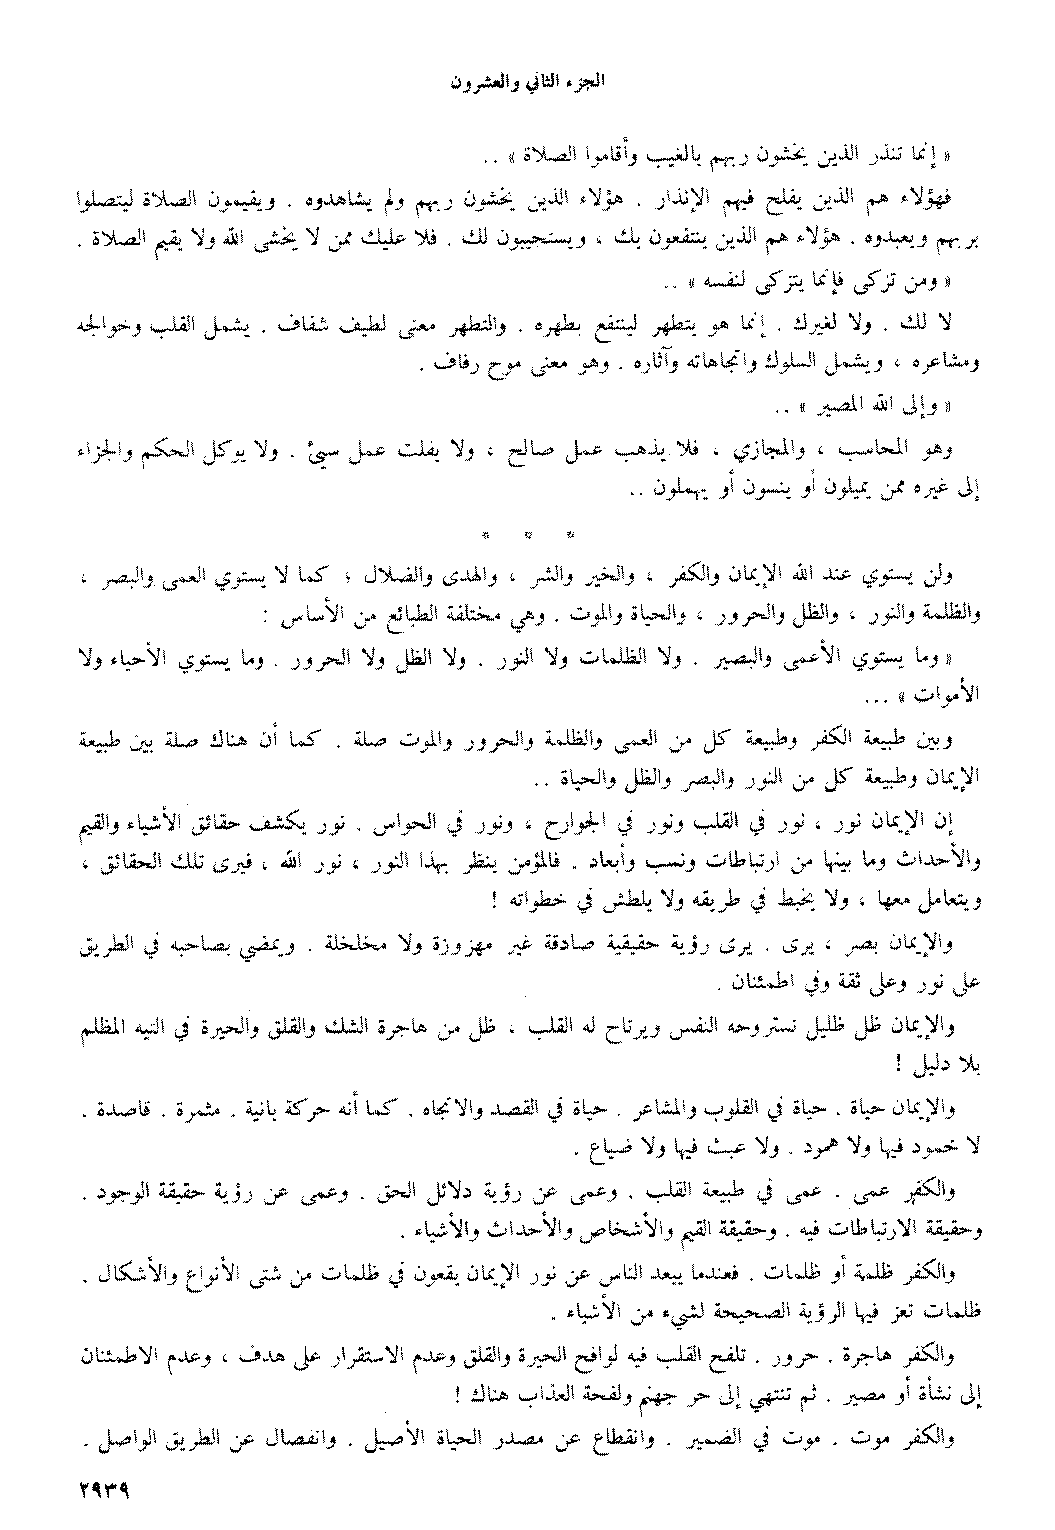 الجزء الثاني والعشرون
« إنما تنذر الذين يخشون ربهم بالغيب وأقاموا الصلاة » ..
فهؤلاء هم الذين يفلح فيهم الإنذار . هؤلاء الذين يخشون ربهم ولم يشاهدوه . ويقيمون الصلاة ليتصلوا
بربهم ويعبدوه . هؤلاء هم الذين ينتفعون بك ، ويستجيبون لك . فلا عليك ممن لا يخشى الله ولا يقيم الصلاة .
« ومن تزكى فإنما يتزكى لنفسه » ..
لا لك . ولا لغيرك . إنما هو يتطهر لينتفع بطهره . والتطهر معنى لطيف شفاف . يشمل القلب وخوالجه
ومشاعره ، ويشمل السلوك واتجاهاته وآثاره . وهو معنى موح رفاف .
« وإلى الله المصير » ..
وهو المحاسب ، والمجازي ، فلا يذهب عمل صالح ، ولا يفلت عمل سيئ . ولا يوكل الحكم والجزاء
إلى غيره ممن يميلون أو ينسون أو يهملون ..
* * *
ولن يستوي عند الله الإيمان والكفر ، والخير والشر ، والهدى والضلال ؛ كما لا يستوي العمى والبصر ،
والظلمة والنور ، والظل والحرور ، والحياة والموت . وهي مختلفة الطبائع من الأساس :
« وما يستوي الأعمى والبصير . ولا الظلمات ولا النور . ولا الظل ولا الحرور . وما يستوي الأحياء ولا
الأموات » ...
وبين طبيعة الكفر وطبيعة كل من العمى والظلمة والحرور والموت صلة . كما أن هناك صلة بين طبيعة
الإيمان وطبيعة كل من النور والبصر والظل والحياة ..
إن الإيمان نور ، نور في القلب ونور في الجوارح ، ونور في الحواس . نور يكشف حقائق الأشياء والقيم
والأحداث وما بينها من ارتباطات ونسب وأبعاد . فالمؤمن ينظر بهذا النور ، نور الله ، فيرى تلك الحقائق ،
ويتعامل معها ، ولا يخبط في طريقه ولا يلطش في خطواته !
والإيمان بصر ، يرى . يرى رؤية حقيقية صادقة غير مهزوزة ولا مخلخلة . ويمضي بصاحبه في الطريق
على نور وعلى ثقة وفي اطمئنان .
والإيمان ظل ظليل تستروحه النفس ويرتاح له القلب ، ظل من هاجرة الشك والقلق والحيرة في التيه المظلم
بلا دليل !
والإيمان حياة . حياة في القلوب والمشاعر . حياة في القصد والاتجاه . كما أنه حركة بانية . مثمرة . قاصدة .
لا خمود فيها ولا همود . ولا عبث فيها ولا ضياع .
والكفر عمى . عمى في طبيعة القلب . وعمى عن رؤية دلائل الحق . وعمى عن رؤية حقيقة الوجود .
وحقيقة الارتباطات فيه . وحقيقة القيم والأشخاص والأحداث والأشياء .
والكفر ظلمة أو ظلمات . فعندما يبعد الناس عن نور الإيمان يقعون في ظلمات من شتى الأنواع والأشكال .
ظلمات تعز فيها الرؤية الصحيحة لشيء من الأشياء .
والكفر هاجرة . حرور . تلفح القلب فيه لوافح الحيرة والقلق وعدم الاستقرار على هدف ، وعدم الاطمئنان
إلى نشأة أو مصير . ثم تنتهي إلى حر جهنم ولفحة العذاب هناك !
والكفر موت . موت في الضمير . وانقطاع عن مصدر الحياة الأصيل . وانفصال عن الطريق الواصل .
٢٩٣٩